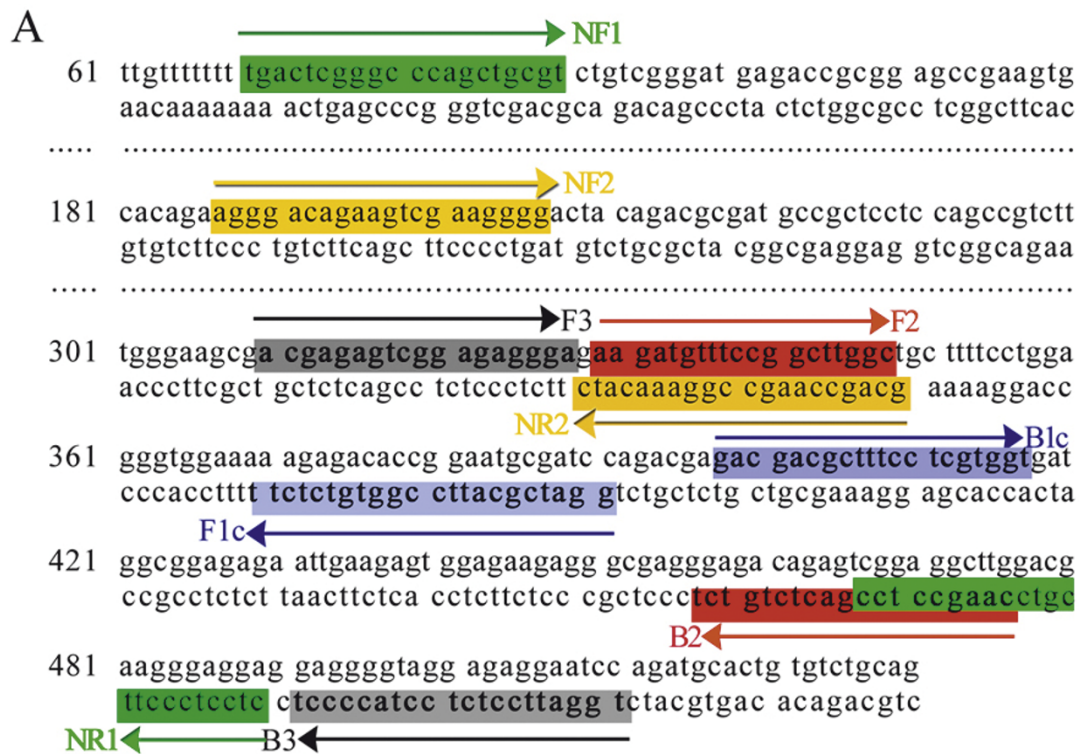 A
NF1
61 ttgttttttt tgactcgggc ccagctgcgt ctgtcgggat gagaccgcgg agccgaagtg
aacaaaaaaa actgagcccg ggtcgacgca gacagcccta ctctggcgcc tcggcttcac
..... ................................................................................
NF2
181 cacagaaggg acagaagtcg aaggggacta cagacgcgat gccgctcctc cagccgtctt
gtgtcttccc tgtcttcagc ttcccctgat gtctgcgcta cggcgaggag gtcggcagaa
..... ................................................................................
F3 F2
301 tgggaagcga cgagagtcgg agagggagaa gatgtttccg gcttggctgc ttttcctgga
acccttcgct gctctcagcc tctccctctt ctacaaaggc cgaaccgacg aaaaggacc
NR2
B1c
361 gggtggaaaa agagacaccg gaatgcgatc cagacgagac gacgctttcc tcgtggtgat
cccacctttt tctctgtggc cttacgctag gtctgctctg ctgcgaaagg agcaccacta
F1c
421 ggcggagaga attgaagagt ggagaagagg gcgagggaga cagagtcgga ggcttggacg
ccgcctctct taacttctca cctcttctcc cgctccctct gtctcagcct ccgaacctgc
B2
481 aagggaggag gaggggtagg agaggaatcc agatgcactg tgtctgcag
ttccctcctc ctccccatcc tctccttaggt ctacgtgac acagacgtc
NR1 B3